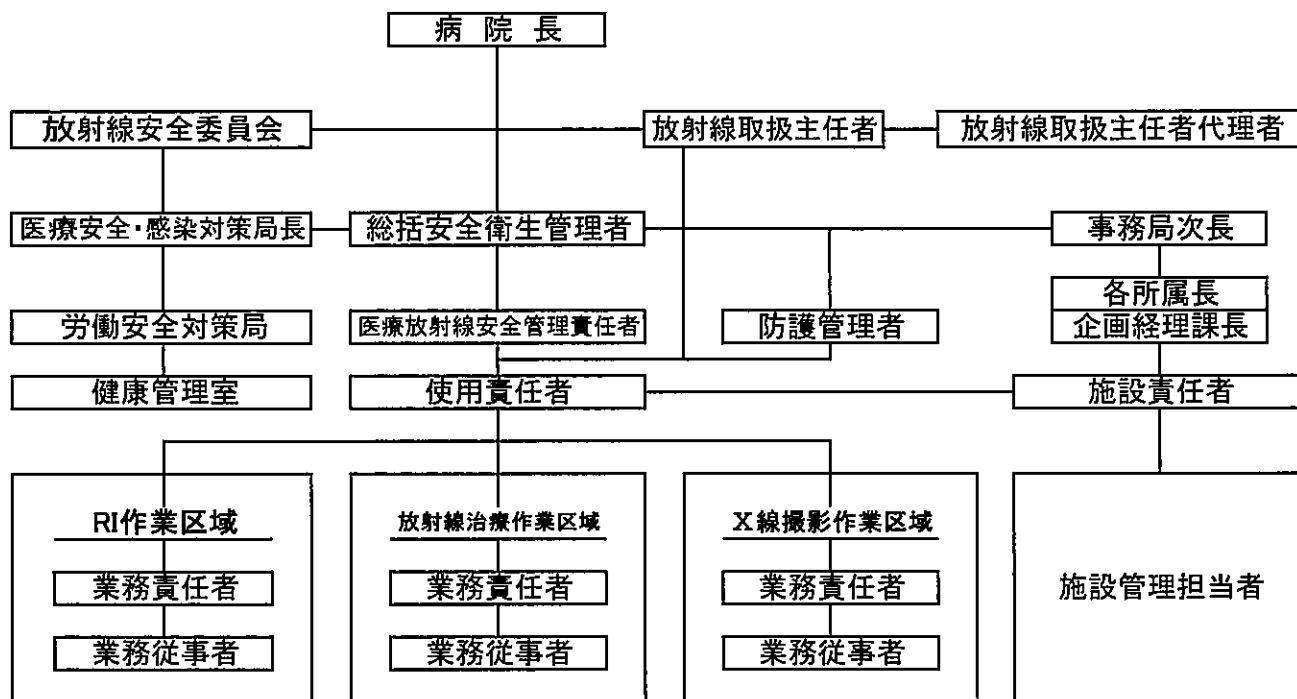 病院長
放射線安全委員会
放射線取扱主任者
放射線取扱主任者代理者
医療安全・感染対策局長
総括安全衛生管理者
事務局次長
各所属長
労働安全対策局
医療放射線安全管理責任者
防護管理者
企画経理課長
健康管理室
使用責任者
施設責任者
RI作業区域
放射線治療作業区域
X線撮影作業区域
業務責任者
業務責任者
業務責任者
施設管理担当者
業務従事者
業務従事者
業務従事者